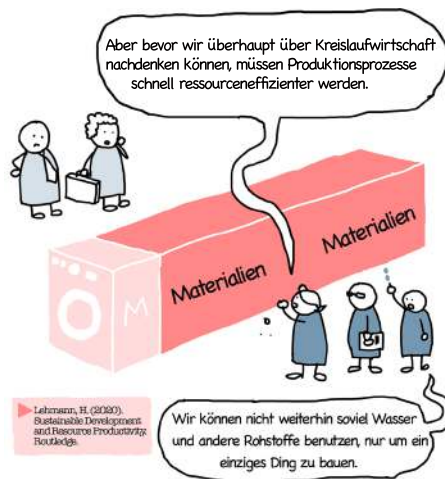 Aber bevor wir überhaupt über Kreislaufwirtschaft
nachdenken können, müssen Produktionsprozesse
schnell ressourceneffizienter werden.
Materialien
Materialien
M
Lehmann, H. (2020).
Sustainable Development
and Resource Productivity.
Routledge.
Wir können nicht weiterhin soviel Wasser
und andere Rohstoffe benutzen, nur um ein
einziges Ding zu bauen.